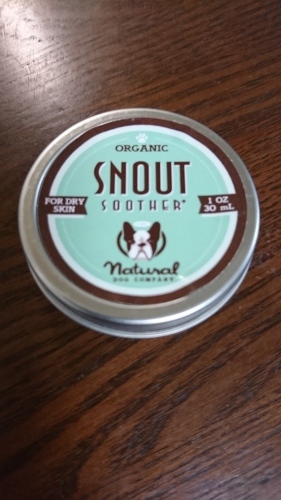 ORGANIC
SNOUT
SOOTHER®
FOR DRY
SKIN
1 OZ
30 mL
Natural
DOG COMPANY